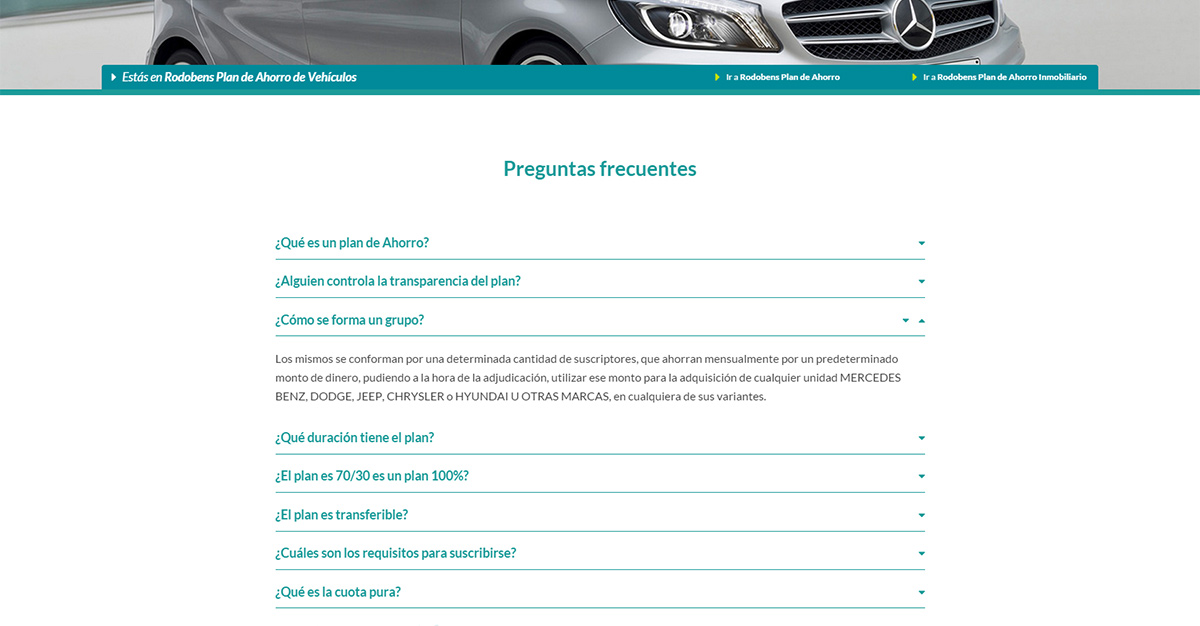 Estás en Rodobens Plan de Ahorro de Vehículos
Ir a Rodobens Plan de Ahorro
Ir a Rodobens Plan de Ahorro Inmobiliario
Preguntas frecuentes
¿Qué es un plan de Ahorro?
¿Alguien controla la transparencia del plan?
¿Cómo se forma un grupo?
Los mismos se conforman por una determinada cantidad de suscriptores, que ahorran mensualmente por un predeterminado
monto de dinero, pudiendo a la hora de la adjudicación, utilizar ese monto para la adquisición de cualquier unidad MERCEDES
BENZ, DODGE, JEEP, CHRYSLER o HYUNDAI U OTRAS MARCAS, en cualquiera de sus variantes.
¿Qué duración tiene el plan?
¿El plan es 70/30 es un plan 100%?
¿El plan es transferible?
¿Cuáles son los requisitos para suscribirse?
¿Qué es la cuota pura?